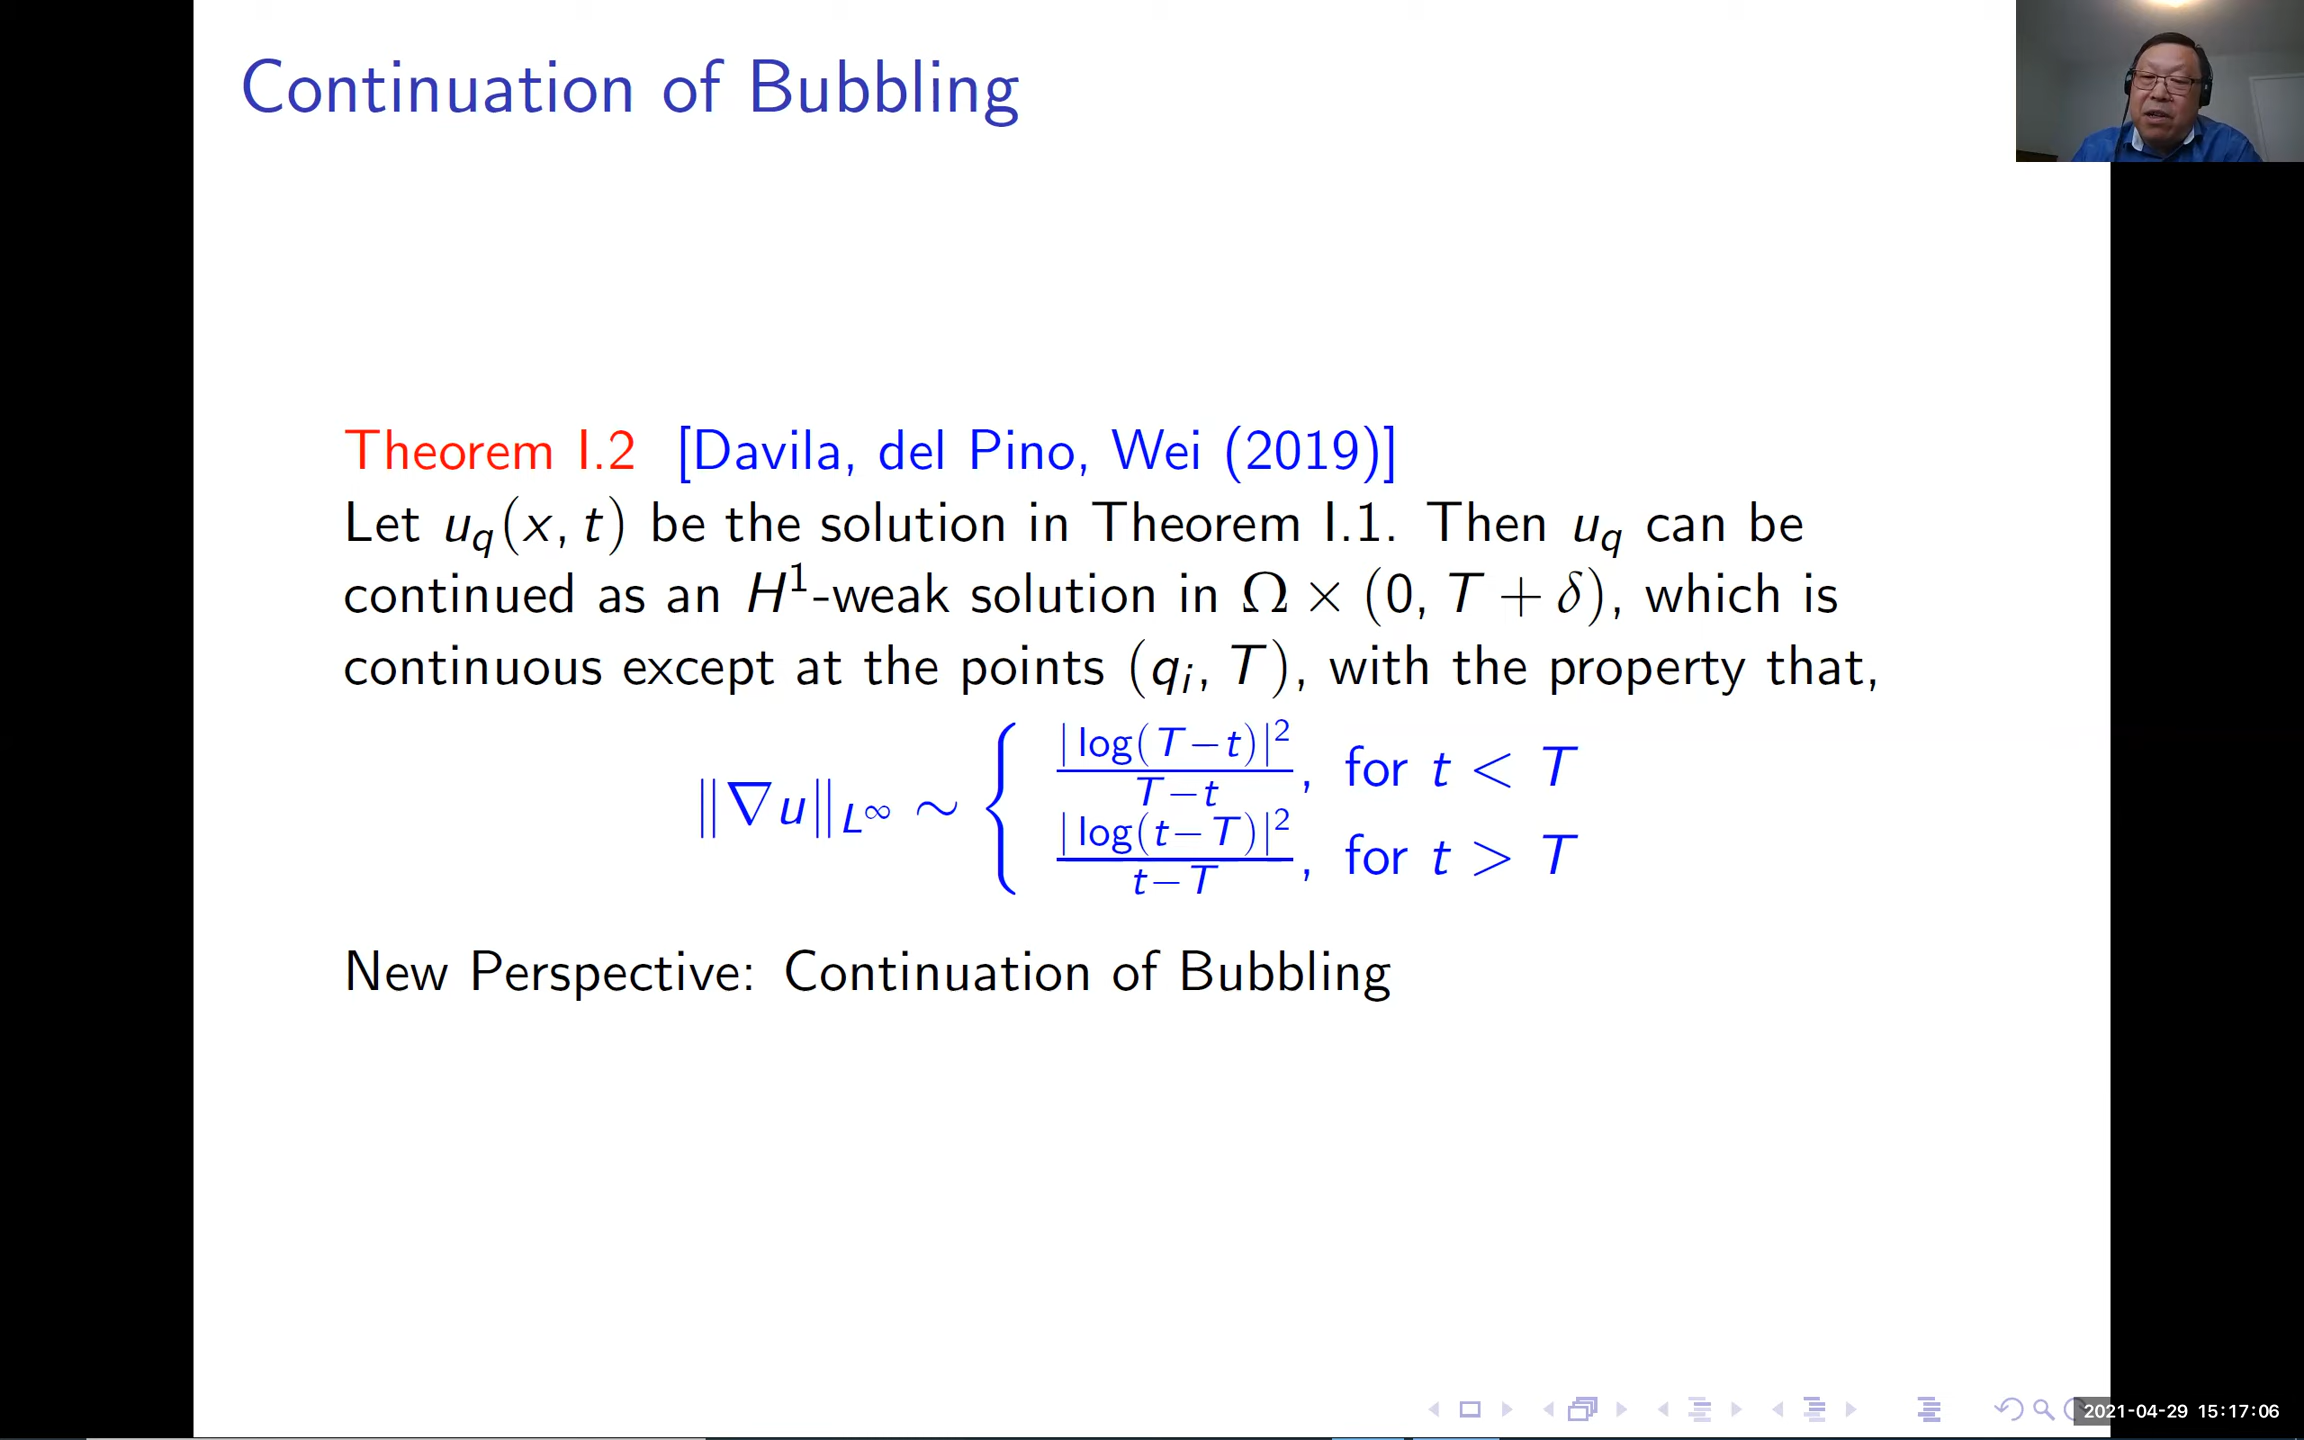 Continuation of Bubbling
Theorem I.2 [Davila, del Pino, Wei (2019)]
Let u_q(x, t) be the solution in Theorem I.1. Then u_q can be
continued as an H^1-weak solution in Ω × (0, T + δ), which is
continuous except at the points (q_i, T), with the property that,
‖∇u‖_{L^∞} ∼ { |log(T−t)|^2 / T−t, for t < T
|log(t−T)|^2 / t−T, for t > T
New Perspective: Continuation of Bubbling
2021-04-29 15:17:06